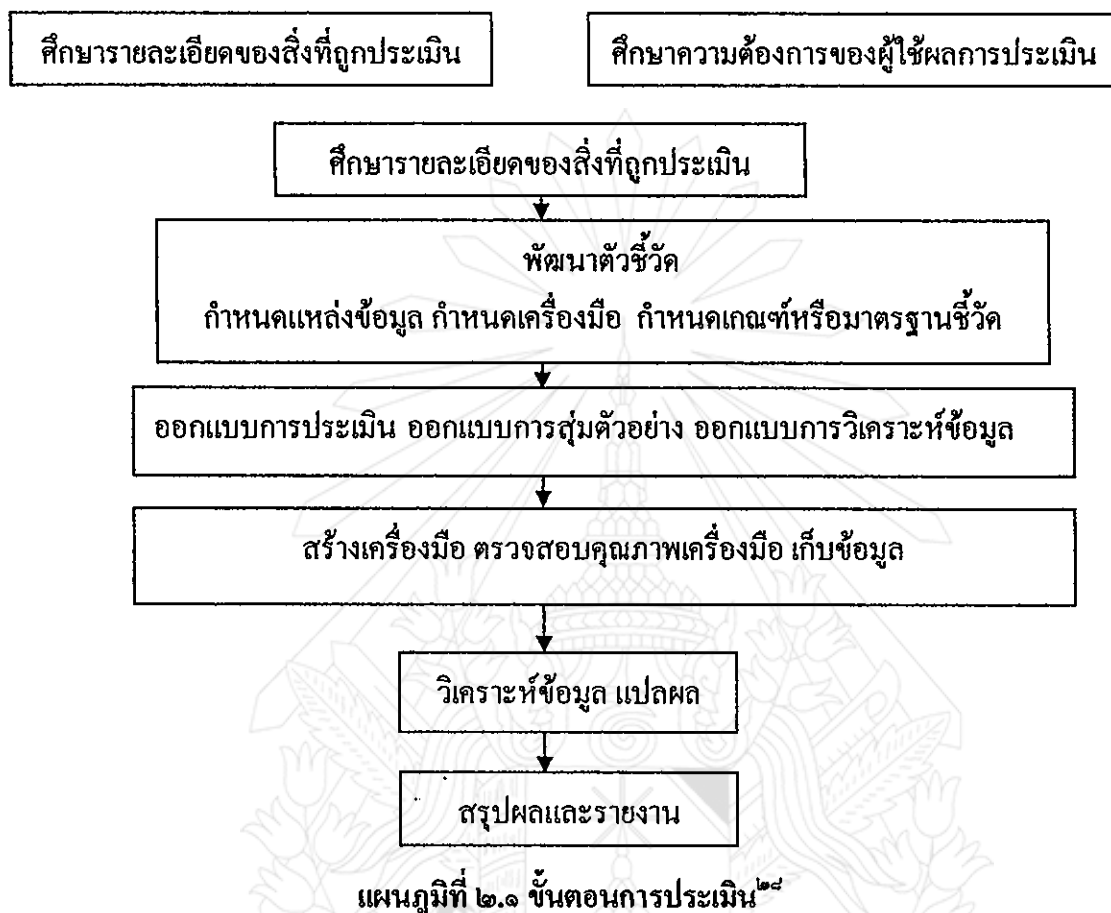 ศึกษารายละเอียดของสิ่งที่ถูกประเมิน
ศึกษาความต้องการของผู้ใช้ผลการประเมิน
ศึกษารายละเอียดของสิ่งที่ถูกประเมิน
พัฒนาตัวชี้วัด
กำหนดแหล่งข้อมูล กำหนดเครื่องมือ กำหนดเกณฑ์หรือมาตรฐานชี้วัด
ออกแบบการประเมิน ออกแบบการสุ่มตัวอย่าง ออกแบบการวิเคราะห์ข้อมูล
สร้างเครื่องมือ ตรวจสอบคุณภาพเครื่องมือ เก็บข้อมูล
วิเคราะห์ข้อมูล แปลผล
สรุปผลและรายงาน
แผนภูมิที่ ๒.๑ ขั้นตอนการประเมิน๒๘